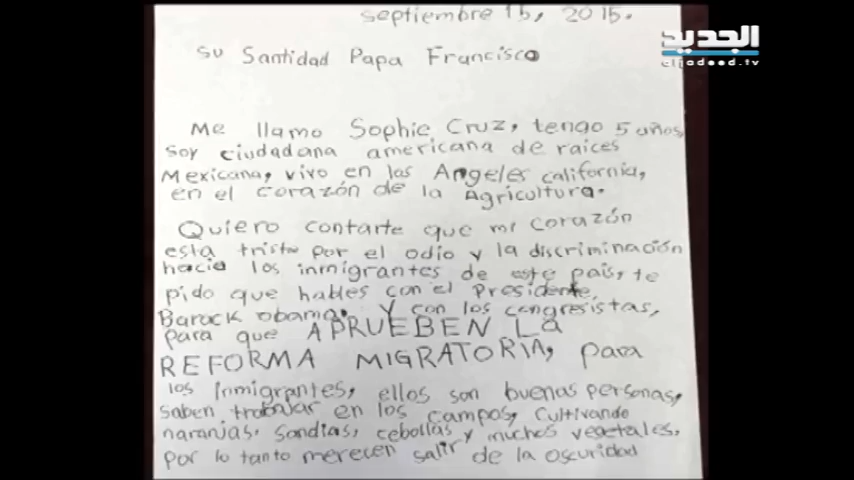 septiembre 15, 2015.
الجديد
aljadeed.tv
Su Santidad Papa Francisco
Me llamo Sophie Cruz, tengo 5 años,
soy ciudadana americana de raices
Mexicana, vivo en los Angeles california,
en el corazón de la Agricultura.
Quiero contarte que mi corazón
esta triste por el odio y la discriminación
hacia los inmigrantes de este pais, te
pido que hables con el Presidente,
Barack obama. Y con los congresistas,
para que APRUEBEN LA
REFORMA MIGRATORIA, para
los inmigrantes, ellos son buenas personas,
saben trabajar en los campos, Cultivando
naranjas, sandias, cebollas y muchos vegetales,
por lo tanto merecen salir de la oscuridad